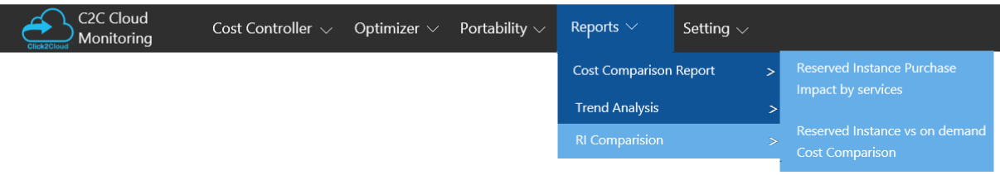 C2C Cloud
Monitoring
Click2Cloud
Cost Controller
Optimizer
Portability
Reports
Setting
Cost Comparison Report >
Trend Analysis >
RI Comparision >
Reserved Instance Purchase
Impact by services
Reserved Instance vs on demand
Cost Comparison